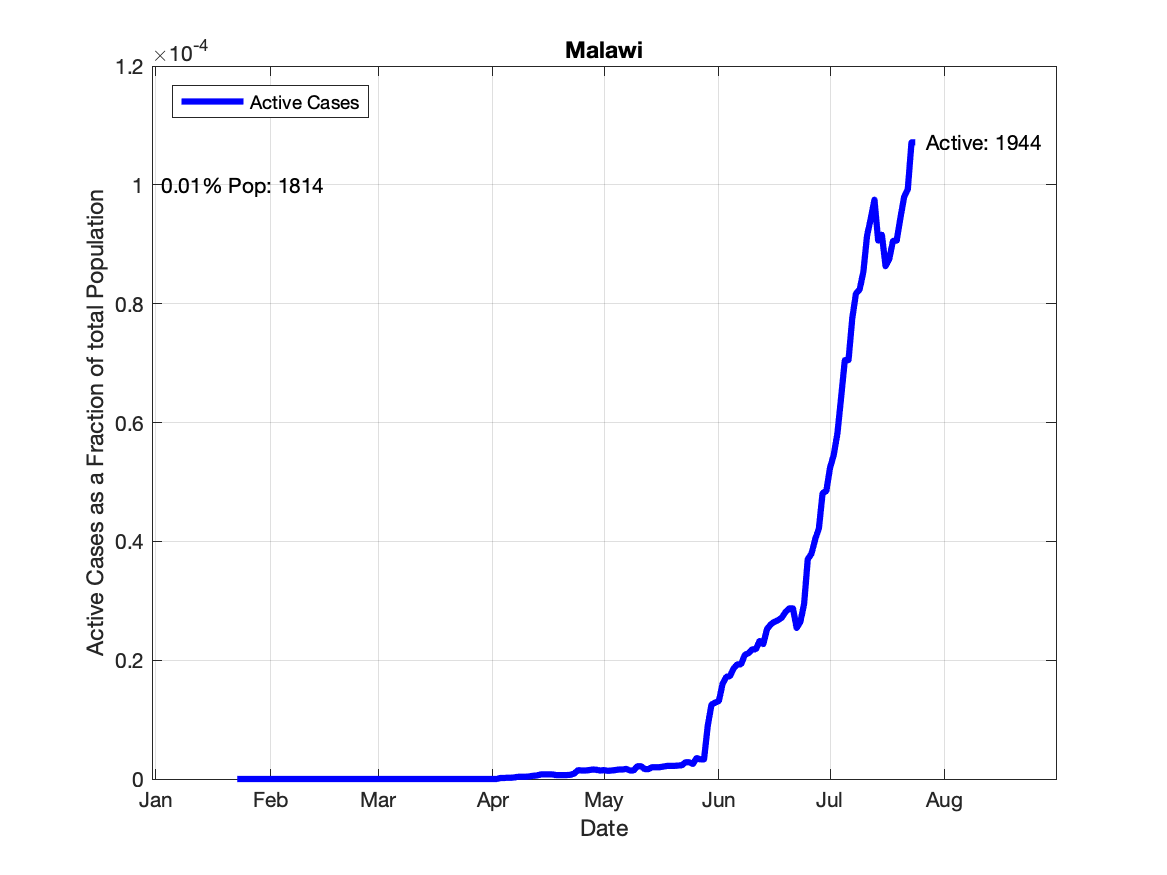 Malawi
×10-4
1.2
Active Cases
Active: 1944
1
0.01% Pop: 1814
0.8
0.6
0.4
0.2
0
Active Cases as a Fraction of total Population
Jan Feb Mar Apr May Jun Jul Aug
Date